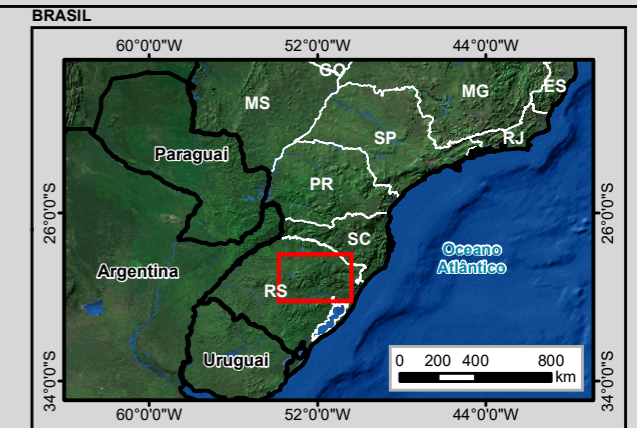 BRASIL
60°0'0"W 52°0'0"W 44°0'0"W
GO
MS MG ES
SP RJ
Paraguai
PR
26°0'0"S 26°0'0"S
SC
Oceano
Atlântico
Argentina
RS
Uruguai
0 200 400 800
km
34°0'0"S 34°0'0"S
60°0'0"W 52°0'0"W 44°0'0"W